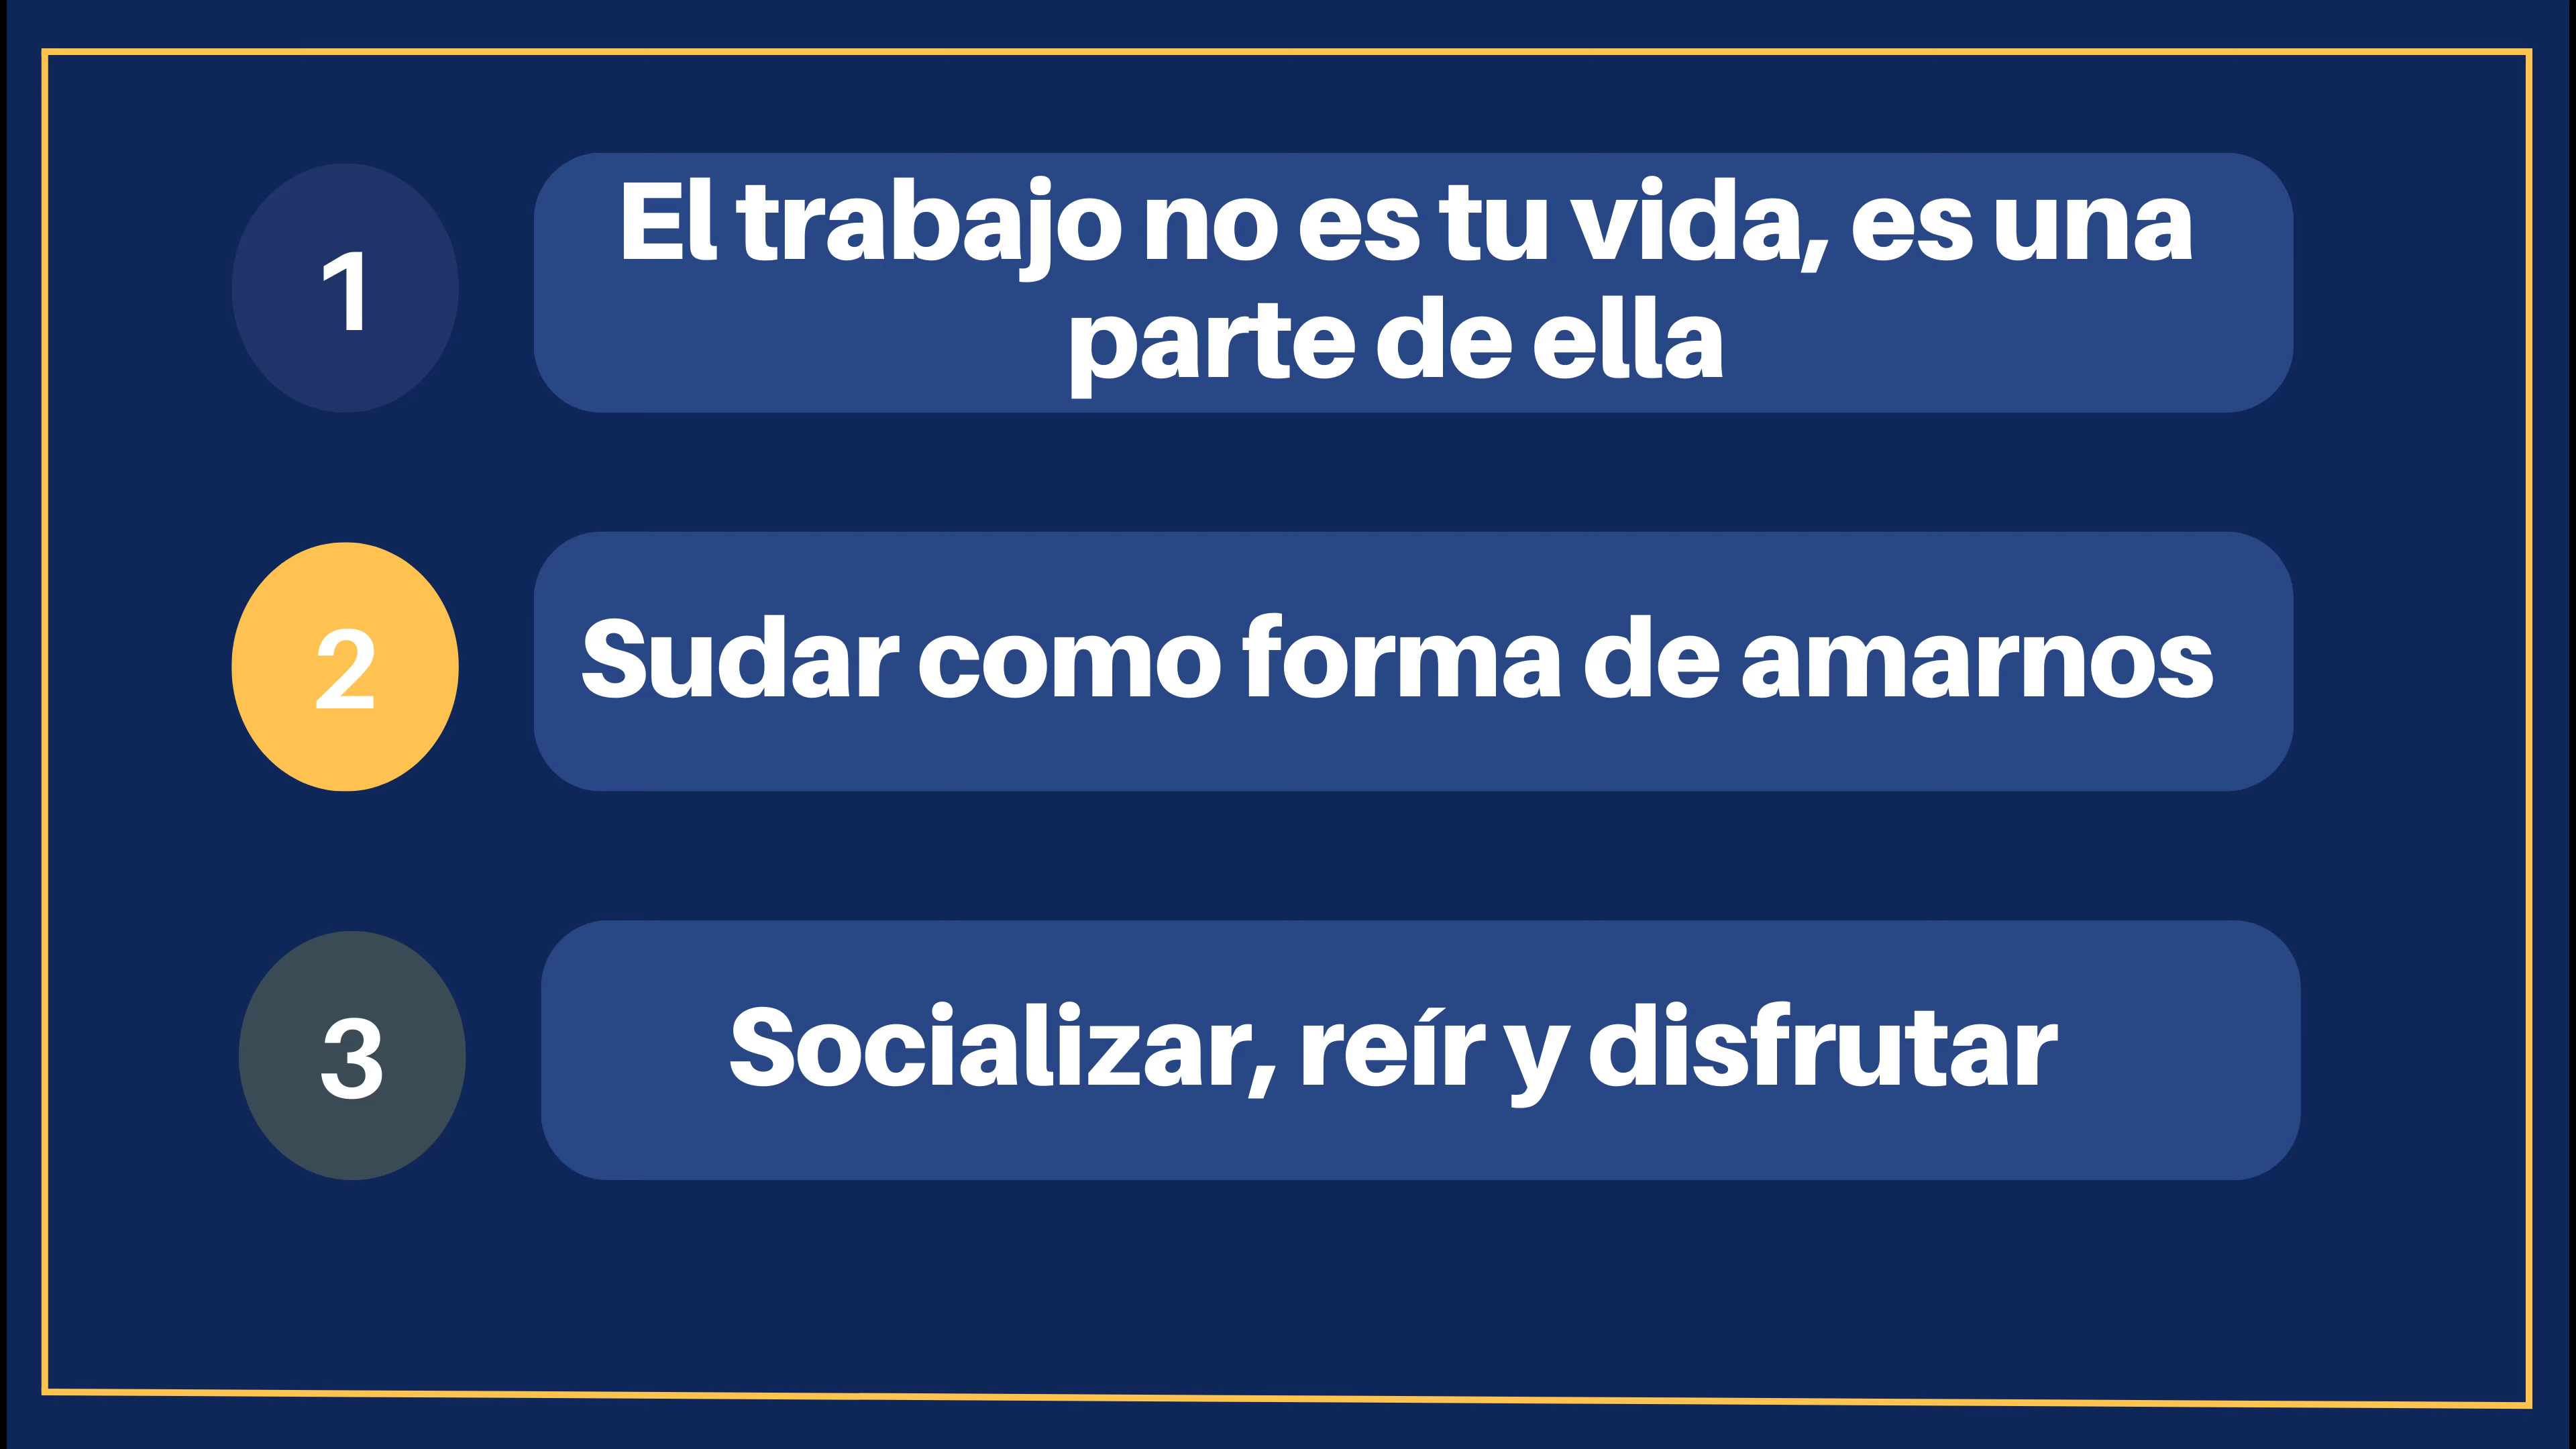 1
El trabajo no es tu vida, es una
parte de ella
2
Sudar como forma de amarnos
3
Socializar, reír y disfrutar